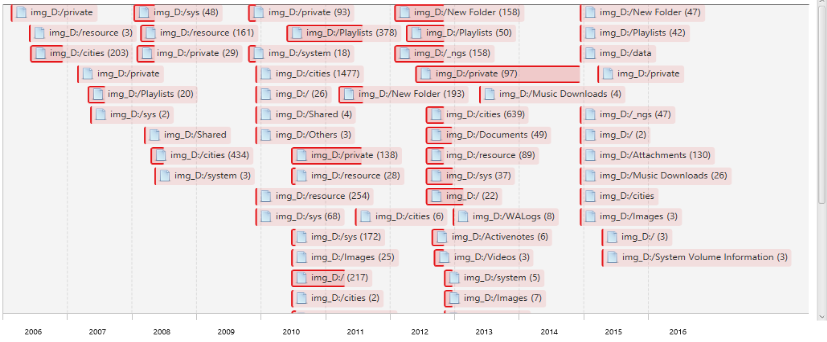 img_D:/private img_D:/sys (48) img_D:/private (93) img_D:/New Folder (158) img_D:/New Folder (47)
img_D:/resource (3) img_D:/resource (161) img_D:/Playlists (378) img_D:/Playlists (50) img_D:/Playlists (42)
img_D:/cities (203) img_D:/private (29) img_D:/system (18) img_D:/_ngs (158) img_D:/data
img_D:/private img_D:/cities (1477) img_D:/private (97) img_D:/private
img_D:/Playlists (20) img_D:/ (26) img_D:/New Folder (193) img_D:/Music Downloads (4)
img_D:/sys (2) img_D:/Shared (4) img_D:/cities (639) img_D:/_ngs (47)
img_D:/Shared img_D:/Others (3) img_D:/Documents (49) img_D:/ (2)
img_D:/cities (434) img_D:/private (138) img_D:/resource (89) img_D:/Attachments (130)
img_D:/system (3) img_D:/resource (28) img_D:/sys (37) img_D:/Music Downloads (26)
img_D:/resource (254) img_D:/ (22) img_D:/cities
img_D:/sys (68) img_D:/cities (6) img_D:/WALogs (8) img_D:/Images (3)
img_D:/sys (172) img_D:/Activenotes (6) img_D:/ (3)
img_D:/Images (25) img_D:/Videos (3) img_D:/System Volume Information (3)
img_D:/ (217) img_D:/system (5)
img_D:/cities (2) img_D:/Images (7)
2006 2007 2008 2009 2010 2011 2012 2013 2014 2015 2016